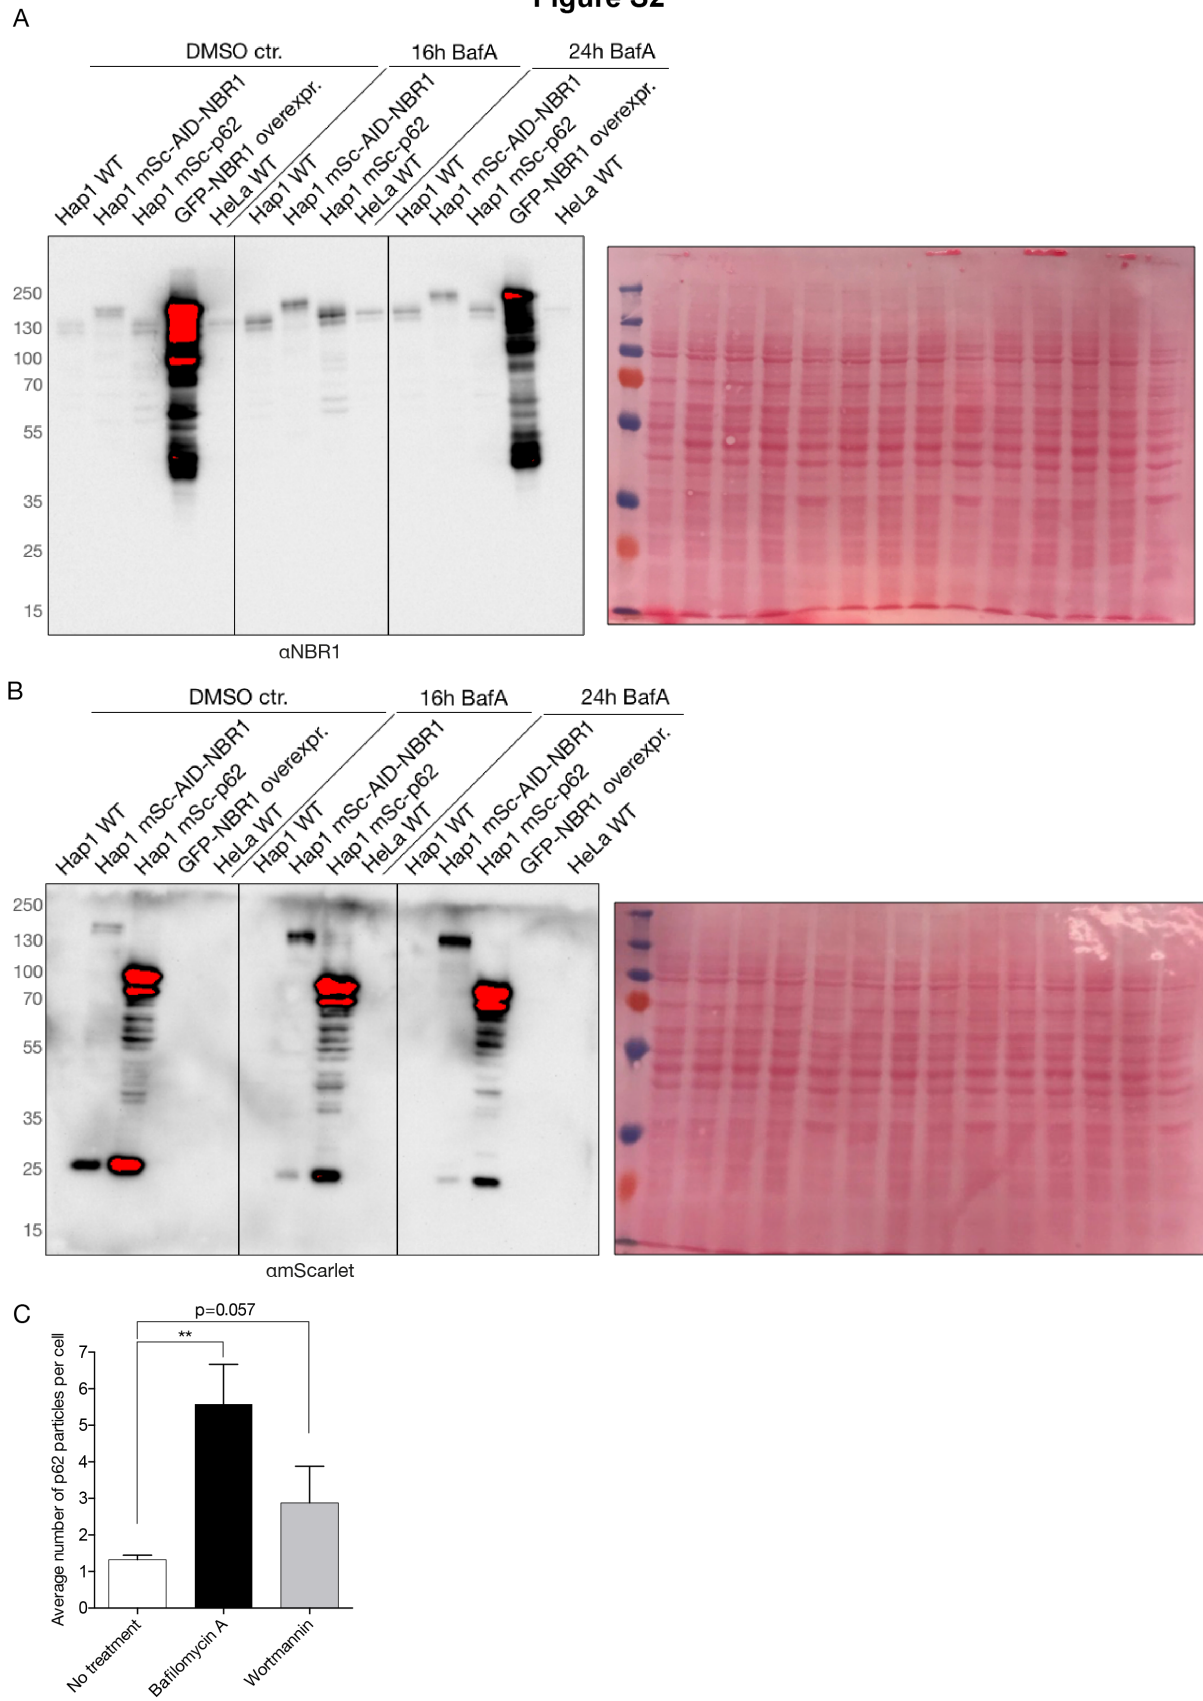 Figure S2
A
DMSO ctr.
16h BafA
24h BafA
Hap1 WT
Hap1 mSc-AID-NBR1
Hap1 mSc-p62
GFP-NBR1 overexpr.
HeLa WT
Hap1 WT
Hap1 mSc-AID-NBR1
Hap1 mSc-p62
HeLa WT
Hap1 WT
Hap1 mSc-AID-NBR1
Hap1 mSc-p62
GFP-NBR1 overexpr.
HeLa WT
250
130
100
70
55
35
25
15
αNBR1
B
DMSO ctr.
16h BafA
24h BafA
Hap1 WT
Hap1 mSc-AID-NBR1
Hap1 mSc-p62
GFP-NBR1 overexpr.
HeLa WT
Hap1 WT
Hap1 mSc-AID-NBR1
Hap1 mSc-p62
HeLa WT
Hap1 WT
Hap1 mSc-AID-NBR1
Hap1 mSc-p62
GFP-NBR1 overexpr.
HeLa WT
250
130
100
70
55
35
25
15
αmScarlet
C
p=0.057
**
Average number of p62 particles per cell
7
6
5
4
3
2
1
0
No treatment
Bafilomycin A
Wortmannin